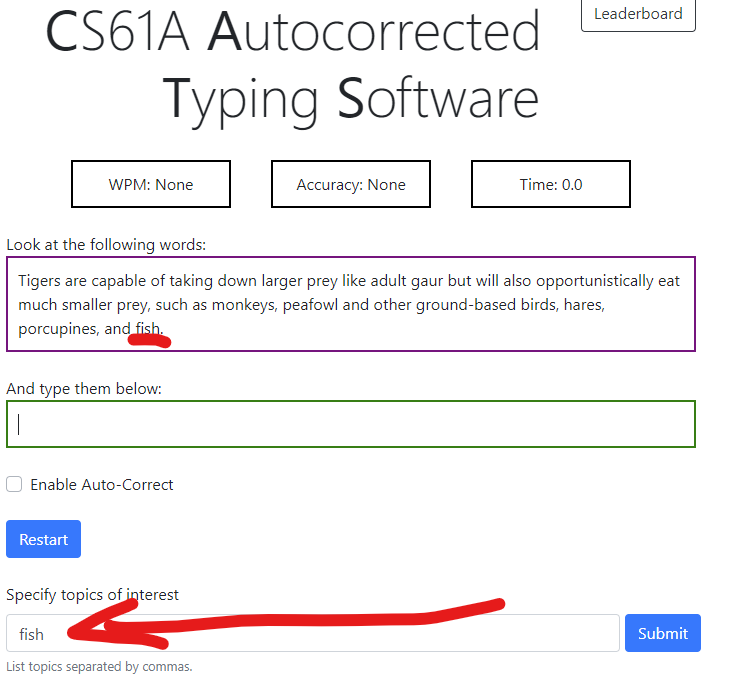 CS61A Autocorrected
Typing Software
Leaderboard
WPM: None
Accuracy: None
Time: 0.0
Look at the following words:
Tigers are capable of taking down larger prey like adult gaur but will also opportunistically eat
much smaller prey, such as monkeys, peafowl and other ground-based birds, hares,
porcupines, and fish.
And type them below:
Enable Auto-Correct
Restart
Specify topics of interest
fish
Submit
List topics separated by commas.